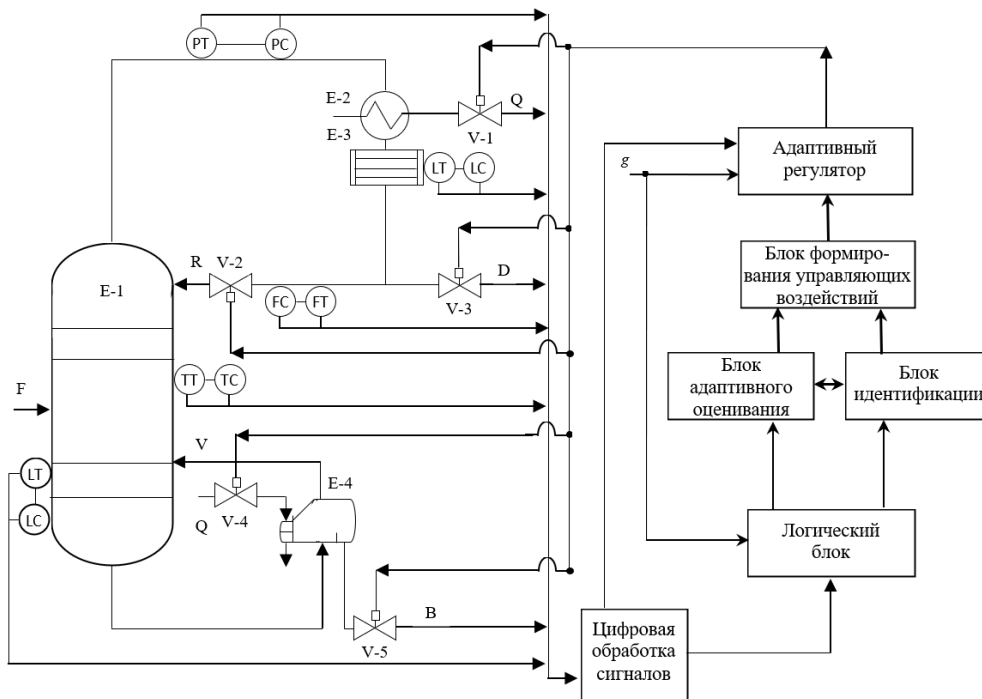 PT
PC
E-2
Q
V-1
E-3
LT
LC
Адаптивный
регулятор
g
R
V-2
D
E-1
FC
FT
V-3
Блок формиро-
вания управляющих
воздействий
TT
TC
F
Блок
адаптивного
оценивания
Блок
идентификации
V
LT
E-4
LC
Q
V-4
Логический
блок
B
V-5
Цифровая
обработка
сигналов